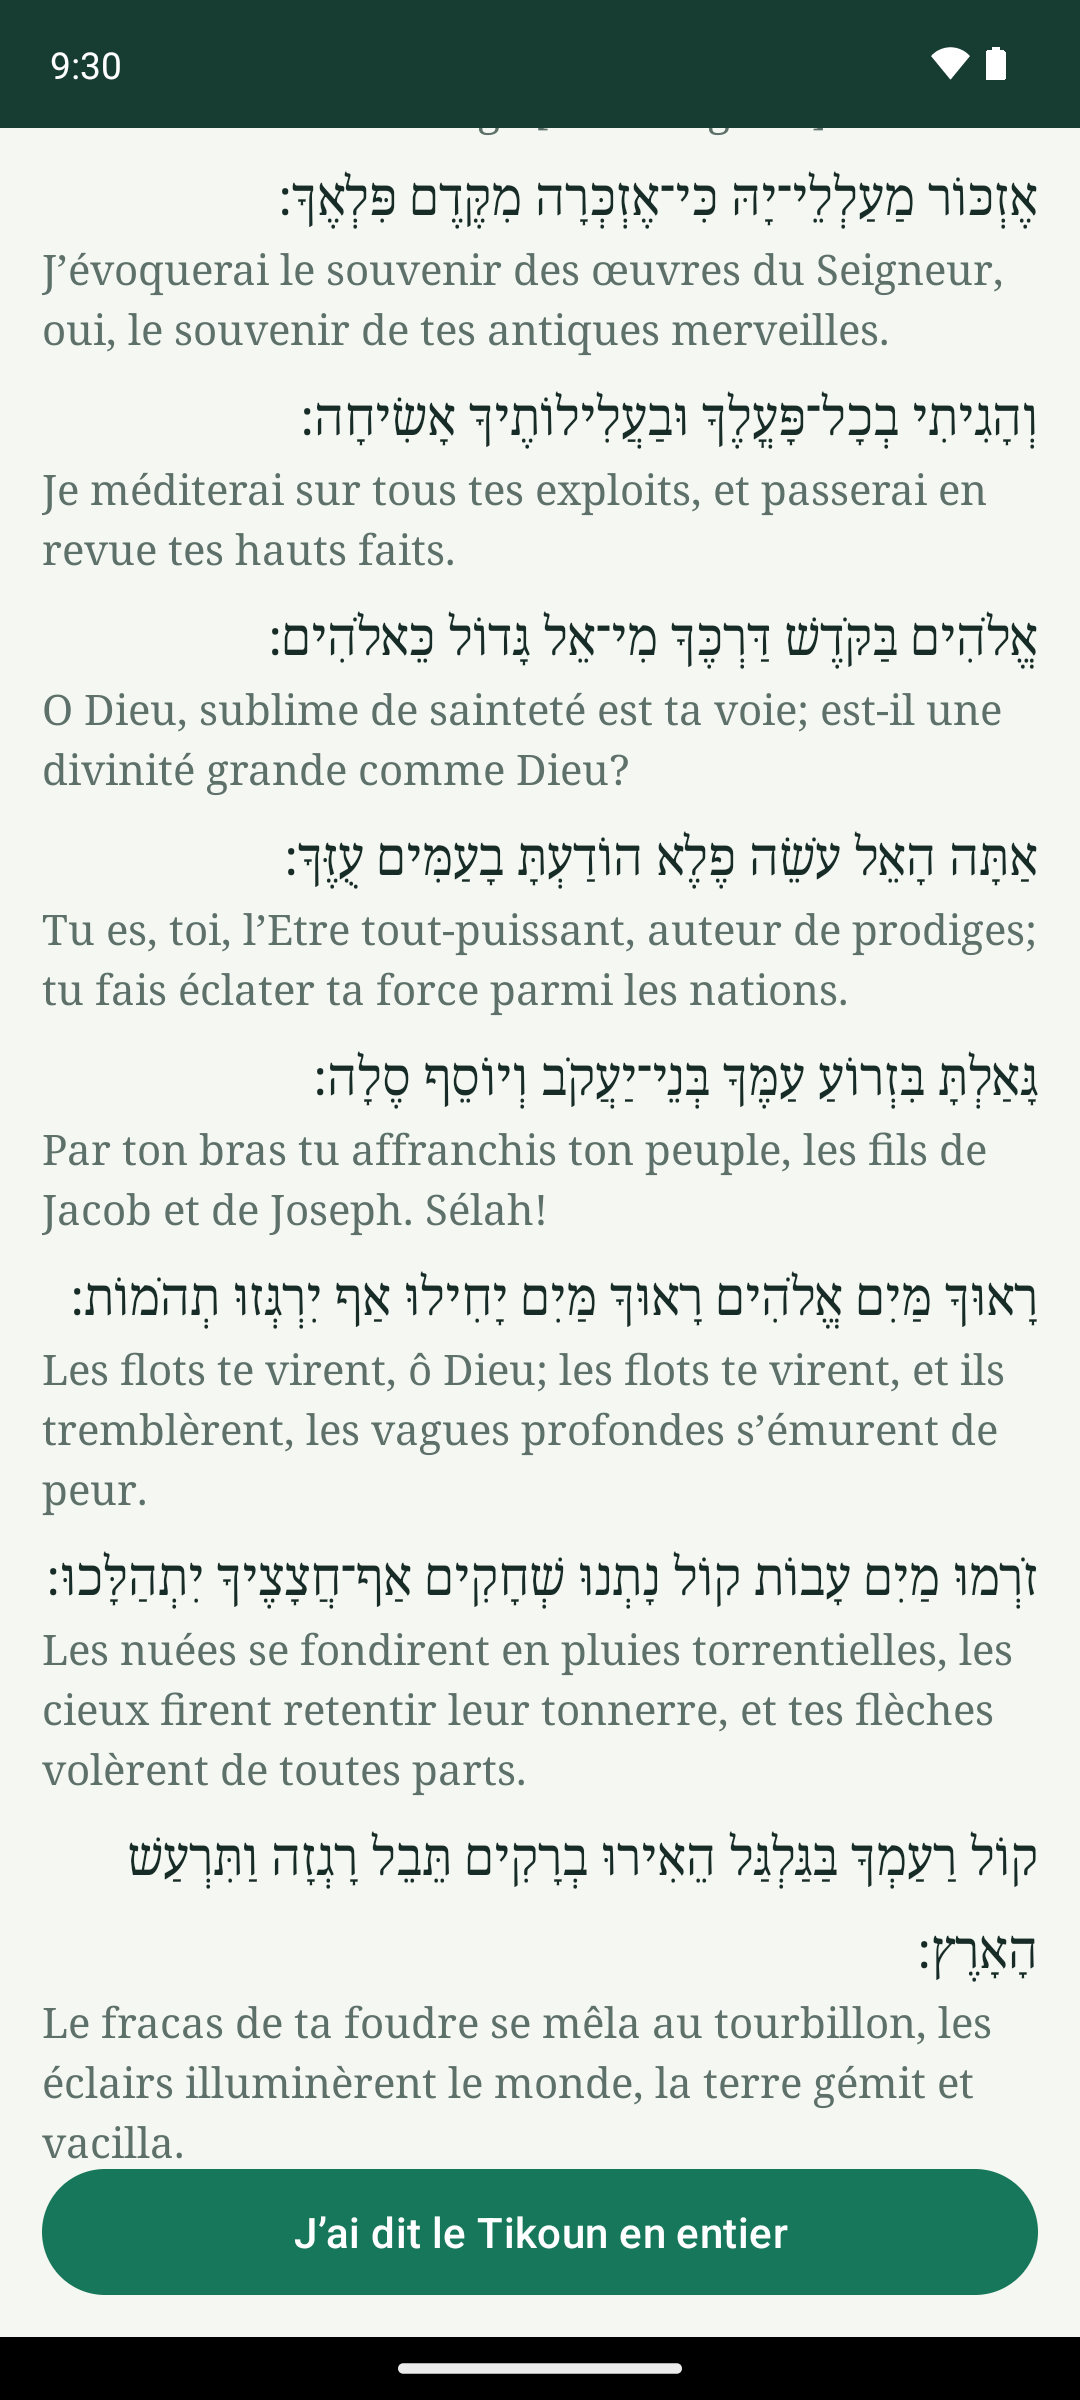 9:30
אֶזְכּוֹר מַעַלְלֵי־יָהּ כִּי־אֶזְכְּרָה מִקֶּדֶם פִּלְאֶךָ׃
J’évoquerai le souvenir des œuvres du Seigneur,
oui, le souvenir de tes antiques merveilles.
וְהָגִיתִי בְכָל־פָּעֳלֶךָ וּבַעֲלִילוֹתֶיךָ אָשִׂיחָה׃
Je méditerai sur tous tes exploits, et passerai en
revue tes hauts faits.
אֱלֹהִים בַּקֹּדֶשׁ דַּרְכֶּךָ מִי־אֵל גָּדוֹל כֵּאלֹהִים׃
O Dieu, sublime de sainteté est ta voie; est-il une
divinité grande comme Dieu?
אַתָּה הָאֵל עֹשֵׂה פֶלֶא הוֹדַעְתָּ בָעַמִּים עֻזֶּךָ׃
Tu es, toi, l’Etre tout-puissant, auteur de prodiges;
tu fais éclater ta force parmi les nations.
גָּאַלְתָּ בִּזְרוֹעַ עַמֶּךָ בְּנֵי־יַעֲקֹב וְיוֹסֵף סֶלָה׃
Par ton bras tu affranchis ton peuple, les fils de
Jacob et de Joseph. Sélah!
רָאוּךָ מַּיִם אֱלֹהִים רָאוּךָ מַּיִם יָחִילוּ אַף יִרְגְּזוּ תְהֹמוֹת׃
Les flots te virent, ô Dieu; les flots te virent, et ils
tremblèrent, les vagues profondes s’émurent de
peur.
זֹרְמוּ מַיִם עָבוֹת קוֹל נָתְנוּ שְׁחָקִים אַף־חֲצָצֶיךָ יִתְהַלָּכוּ׃
Les nuées se fondirent en pluies torrentielles, les
cieux firent retentir leur tonnerre, et tes flèches
volèrent de toutes parts.
קוֹל רַעַמְךָ בַּגַּלְגַּל הֵאִירוּ בְרָקִים תֵּבֵל רָגְזָה וַתִּרְעַשׁ
הָאָרֶץ׃
Le fracas de ta foudre se mêla au tourbillon, les
éclairs illuminèrent le monde, la terre gémit et
vacilla.
J’ai dit le Tikoun en entier